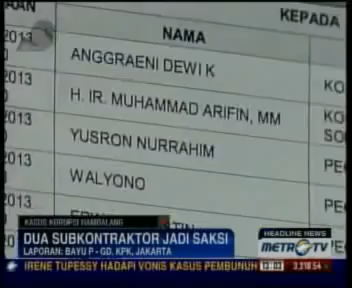 KEPADA
NAMA
2013
ANGGRAENI DEWI K
2013
H. IR. MUHAMMAD ARIFIN, MM
KO
2013
YUSRON NURRAHIM
2013
WALYONO
KASUS KORUPSI HAMBALANG
DUA SUBKONTRAKTOR JADI SAKSI
LAPORAN: BAYU P - GD. KPK, JAKARTA
HEADLINE NEWS
METRO TV
IRENE TUPESSY HADAPI VONIS KASUS PEMBUNUH